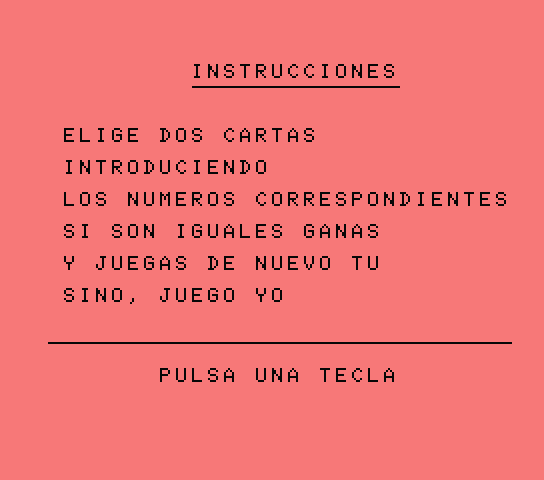 INSTRUCCIONES
ELIGE DOS CARTAS
INTRODUCIENDO
LOS NUMEROS CORRESPONDIENTES
SI SON IGUALES GANAS
Y JUEGAS DE NUEVO TU
SINO, JUEGO YO
PULSA UNA TECLA